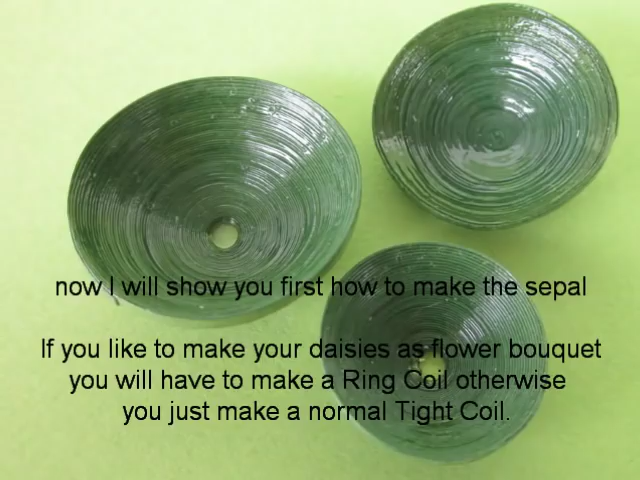 now I will show you first how to make the sepal
If you like to make your daisies as flower bouquet
you will have to make a Ring Coil otherwise
you just make a normal Tight Coil.